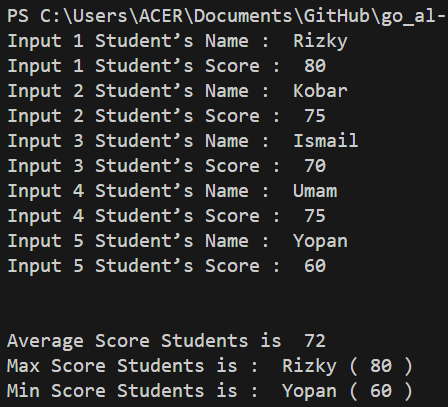 PS C:\Users\ACER\Documents\GitHub\go_al-
Input 1 Student’s Name :  Rizky
Input 1 Student’s Score :  80
Input 2 Student’s Name :  Kobar
Input 2 Student’s Score :  75
Input 3 Student’s Name :  Ismail
Input 3 Student’s Score :  70
Input 4 Student’s Name :  Umam
Input 4 Student’s Score :  75
Input 5 Student’s Name :  Yopan
Input 5 Student’s Score :  60
Average Score Students is  72
Max Score Students is :  Rizky ( 80 )
Min Score Students is :  Yopan ( 60 )